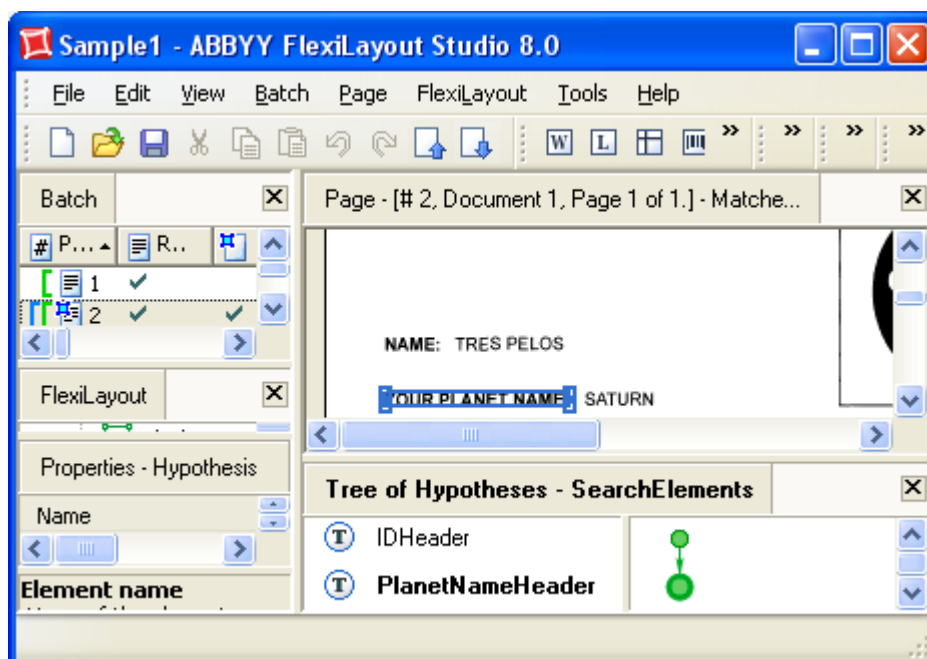 Sample1 - ABBYY FlexiLayout Studio 8.0
File Edit View Batch Page FlexiLayout Tools Help
W L
Batch
Page - [# 2, Document 1, Page 1 of 1.] - Matche...
# P... R..
1
2
NAME: TRES PELOS
YOUR PLANET NAME: SATURN
FlexiLayout
Properties - Hypothesis
Name
Tree of Hypotheses - SearchElements
T IDHeader
T PlanetNameHeader
Element name